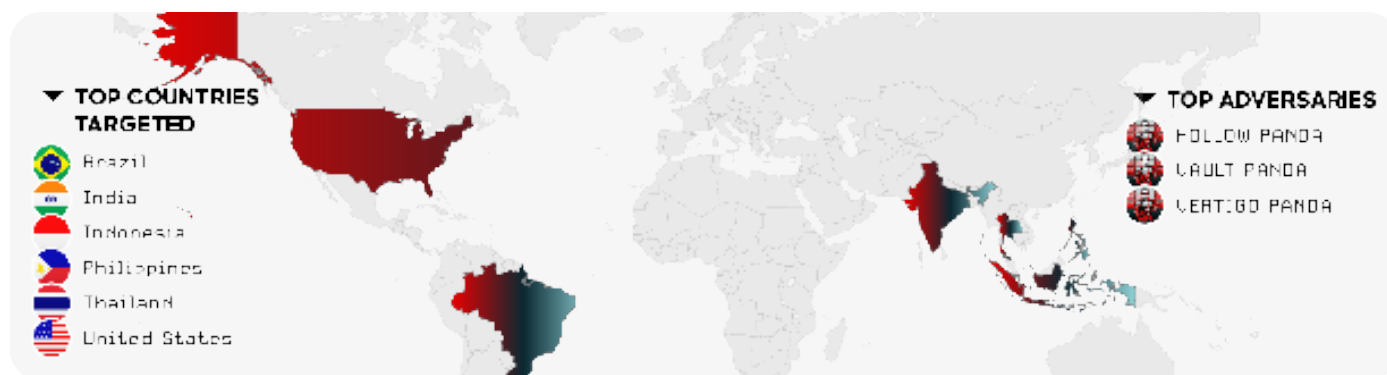 TOP COUNTRIES
TARGETED
Brazil
India
Indonesia
Philippines
Thailand
United States
TOP ADVERSARIES
HOLLOW PANDA
VAULT PANDA
VERTIGO PANDA